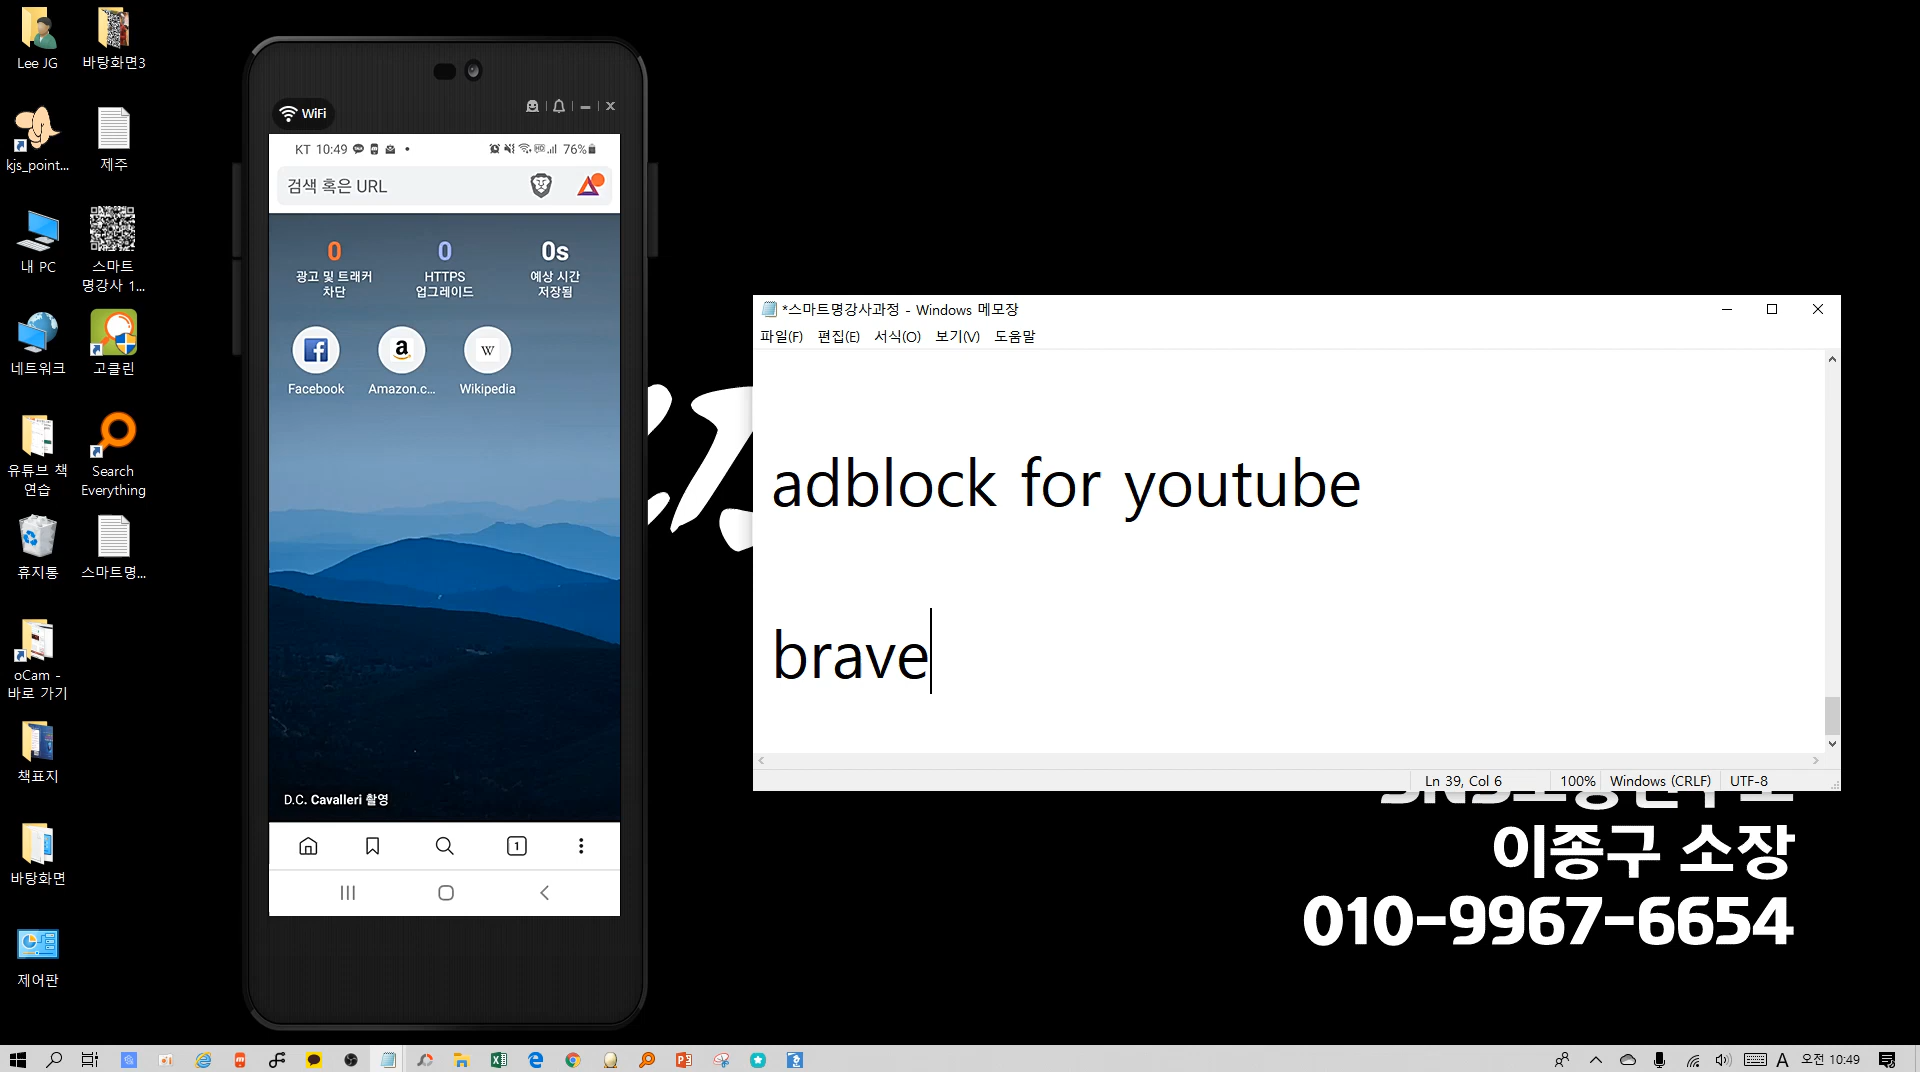 Lee JG
바탕화면3
kjs_point...
제주
내 PC
스마트
명강사 1...
네트워크
고클린
유튜브 책
연습
Search
Everything
휴지통
스마트명...
oCam -
바로 가기
책표지
바탕화면
제어판
WiFi
KT 10:49
76%
검색 혹은 URL
0
0
0s
광고 및 트래커
차단
HTTPS
업그레이드
예상 시간
저장됨
Facebook
Amazon.c...
Wikipedia
D.C. Cavalleri 촬영
1
*스마트명강사과정 - Windows 메모장
파일(F) 편집(E) 서식(O) 보기(V) 도움말
adblock for youtube
brave
Ln 39, Col 6
100%
Windows (CRLF)
UTF-8
이종구 소장
010-9967-6654
A 오전 10:49